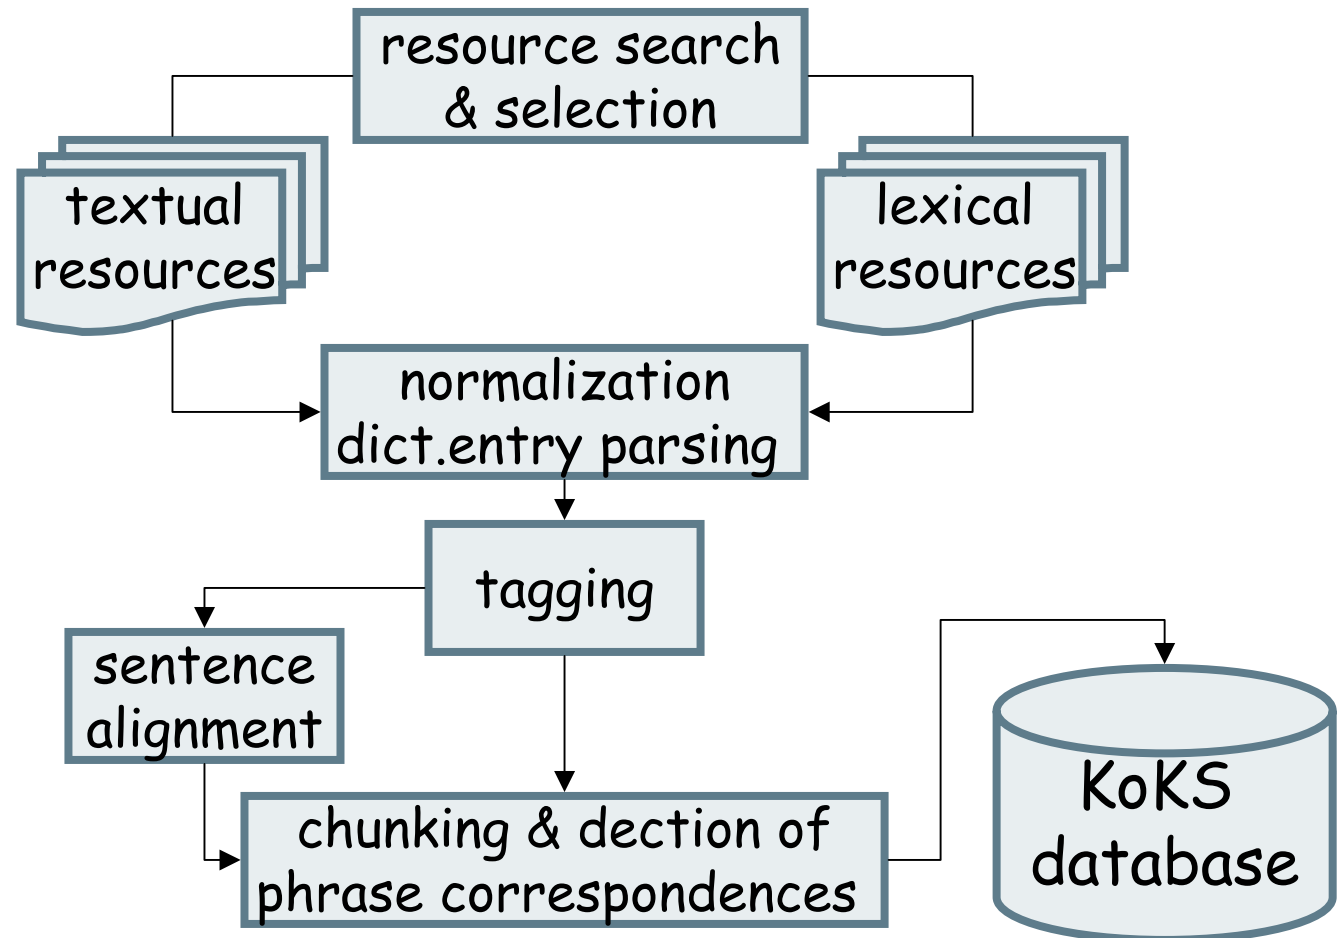 resource search
& selection
textual
resources
lexical
resources
normalization
dict.entry parsing
tagging
sentence
alignment
chunking & dection of
phrase correspondences
KoKS
database